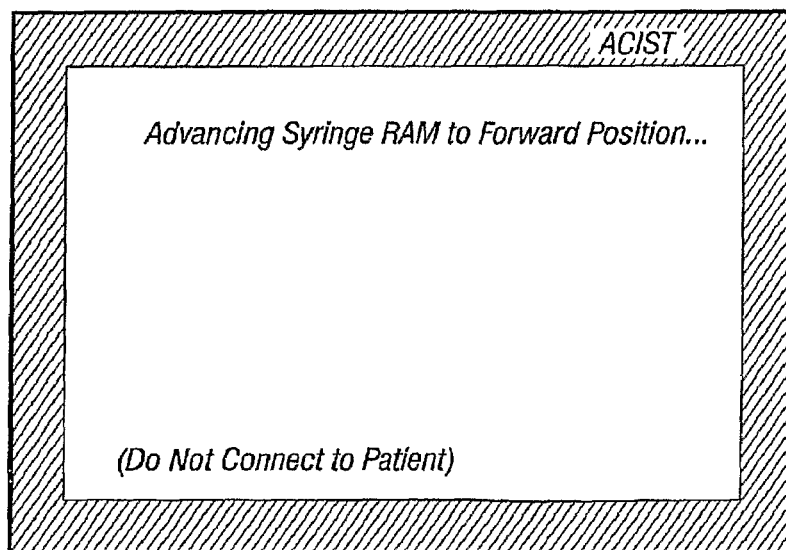 ACIST
Advancing Syringe RAM to Forward Position...
(Do Not Connect to Patient)